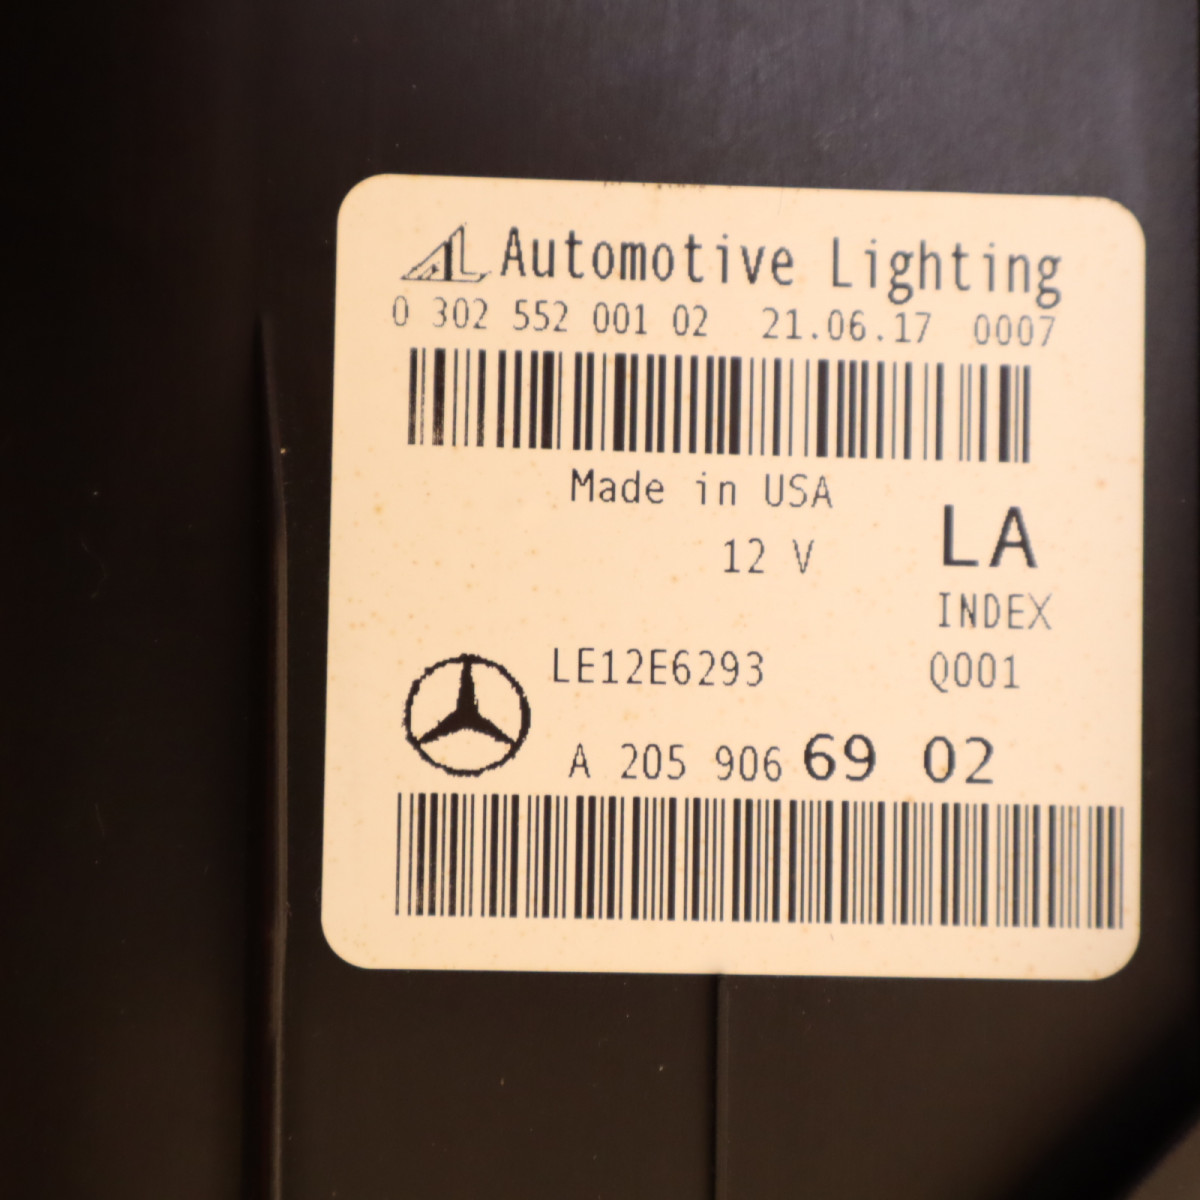 AL Automotive Lighting
0 302 552 001 02 21.06.17 0007
Made in USA
12 V LA
INDEX
LE12E6293 Q001
A 205 906 69 02